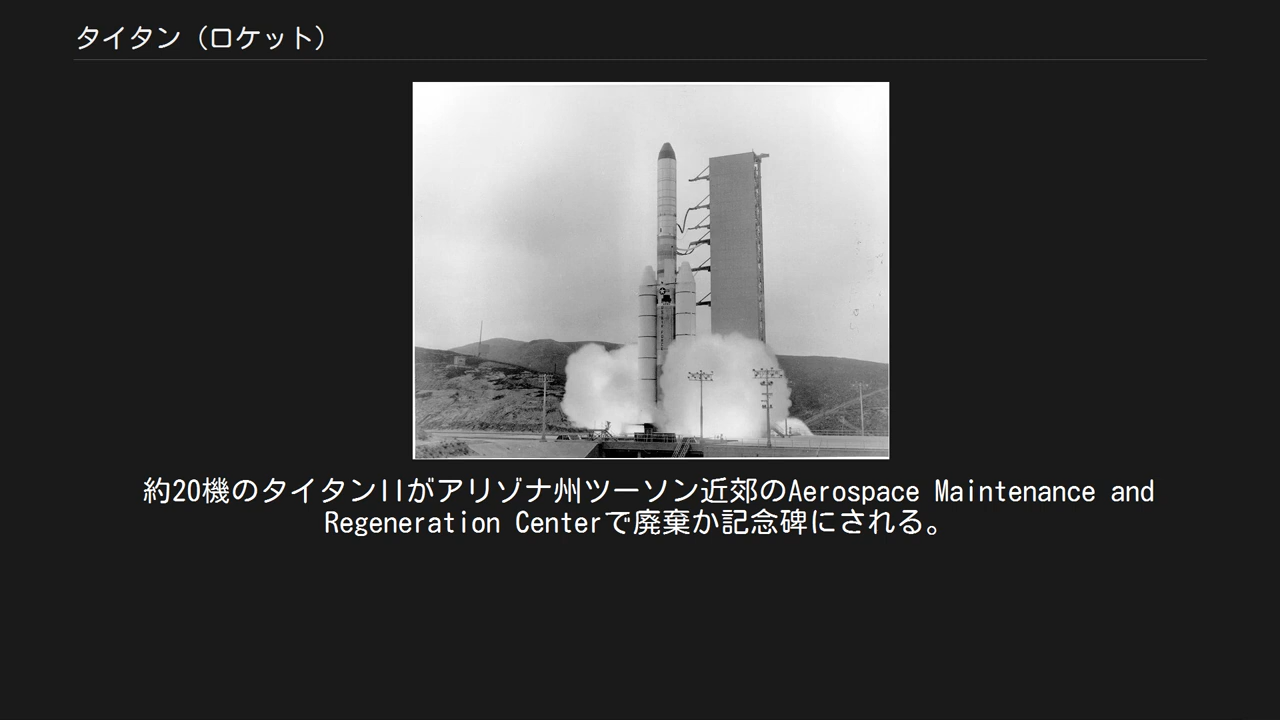 タイタン（ロケット）
約20機のタイタンIIがアリゾナ州ツーソン近郊のAerospace Maintenance and
Regeneration Centerで廃棄か記念碑にされる。